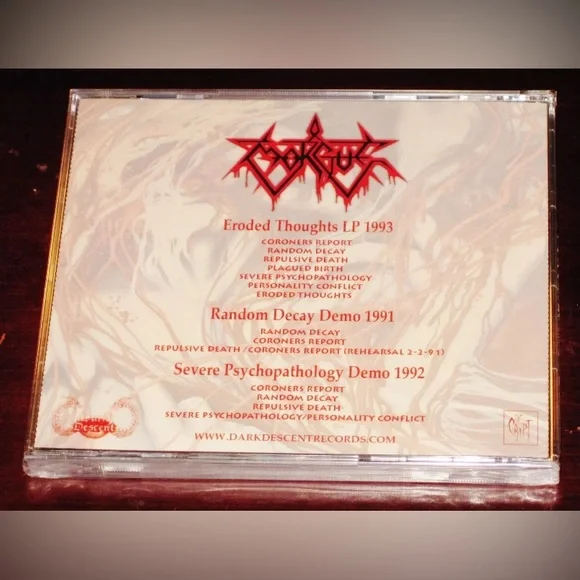 MORGUE
Eroded Thoughts LP 1993
CORONERS REPORT
RANDOM DECAY
REPULSIVE DEATH
PLAGUED BIRTH
SEVERE PSYCHOPATHOLOGY
PERSONALITY CONFLICT
ERODED THOUGHTS
Random Decay Demo 1991
RANDOM DECAY
CORONERS REPORT
REPULSIVE DEATH /CORONERS REPORT (REHEARSAL 2-2-91)
Severe Psychopathology Demo 1992
CORONERS REPORT
RANDOM DECAY
REPULSIVE DEATH
SEVERE PSYCHOPATHOLOGY/PERSONALITY CONFLICT
Descent
CRYPT
WWW.DARKDESCENTRECORDS.COM